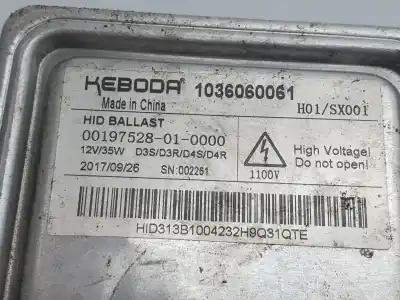 KEBODA 1036060061
Made in China
H01/SX001
HID BALLAST
00197528-01-0000
12V/35W D3S/D3R/D4S/D4R
2017/09/26 SN:002261
1100V
High Voltage!
Do not open!
HID313B1004232H9Q31QTE